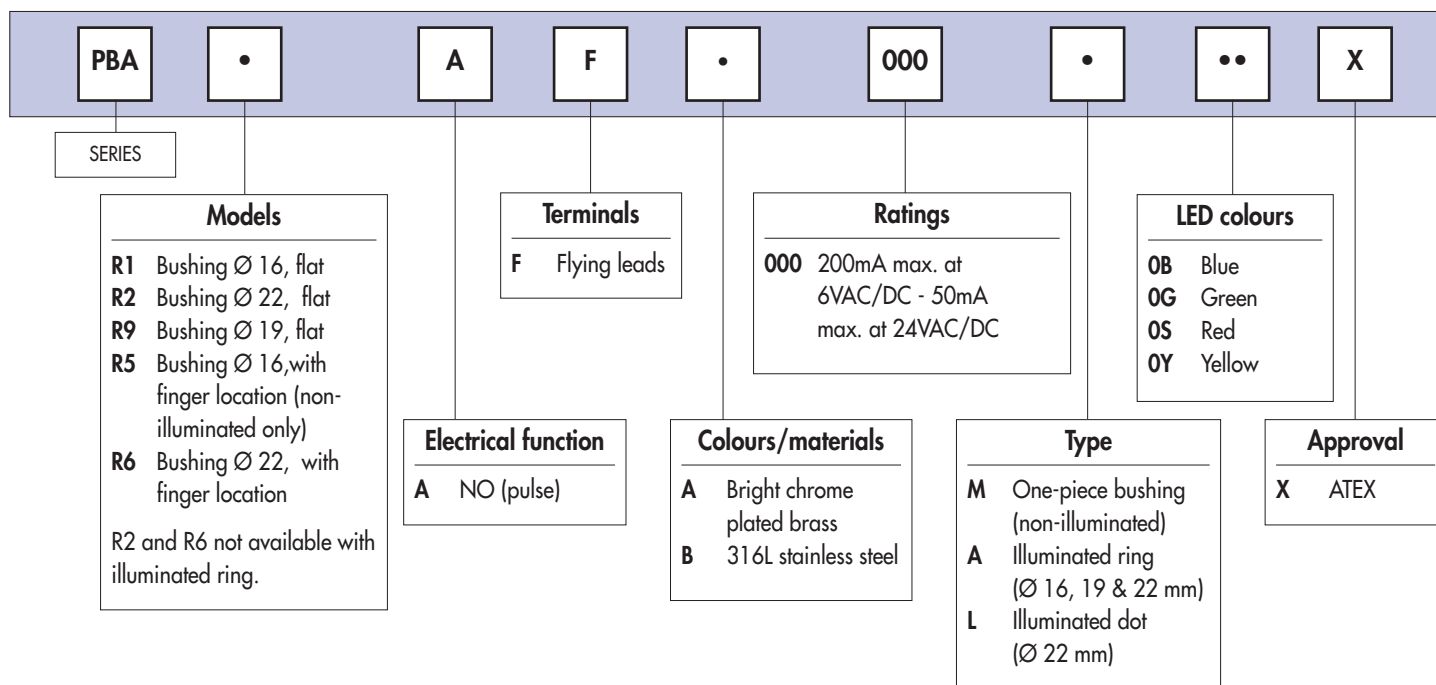 PBA • A F • 000 • •• X
SERIES
Models
R1 Bushing Ø 16, flat
R2 Bushing Ø 22, flat
R9 Bushing Ø 19, flat
R5 Bushing Ø 16,with
finger location (non-
illuminated only)
R6 Bushing Ø 22, with
finger location
R2 and R6 not available with
illuminated ring.
Electrical function
A NO (pulse)
Terminals
F Flying leads
Colours/materials
A Bright chrome
plated brass
B 316L stainless steel
Ratings
000 200mA max. at
6VAC/DC - 50mA
max. at 24VAC/DC
Type
M One-piece bushing
(non-illuminated)
A Illuminated ring
(Ø 16, 19 & 22 mm)
L Illuminated dot
(Ø 22 mm)
LED colours
0B Blue
0G Green
0S Red
0Y Yellow
Approval
X ATEX